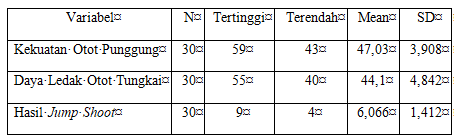 Variabel¤ N¤ Tertinggi¤ Terendah¤ Mean¤ SD¤
Kekuatan·Otot·Punggung¤ 30¤ 59¤ 43¤ 47,03¤ 3,908¤
Daya·Ledak·Otot·Tungkai¤ 30¤ 55¤ 40¤ 44,1¤ 4,842¤
Hasil·Jump·Shoot¤ 30¤ 9¤ 4¤ 6,066¤ 1,412¤